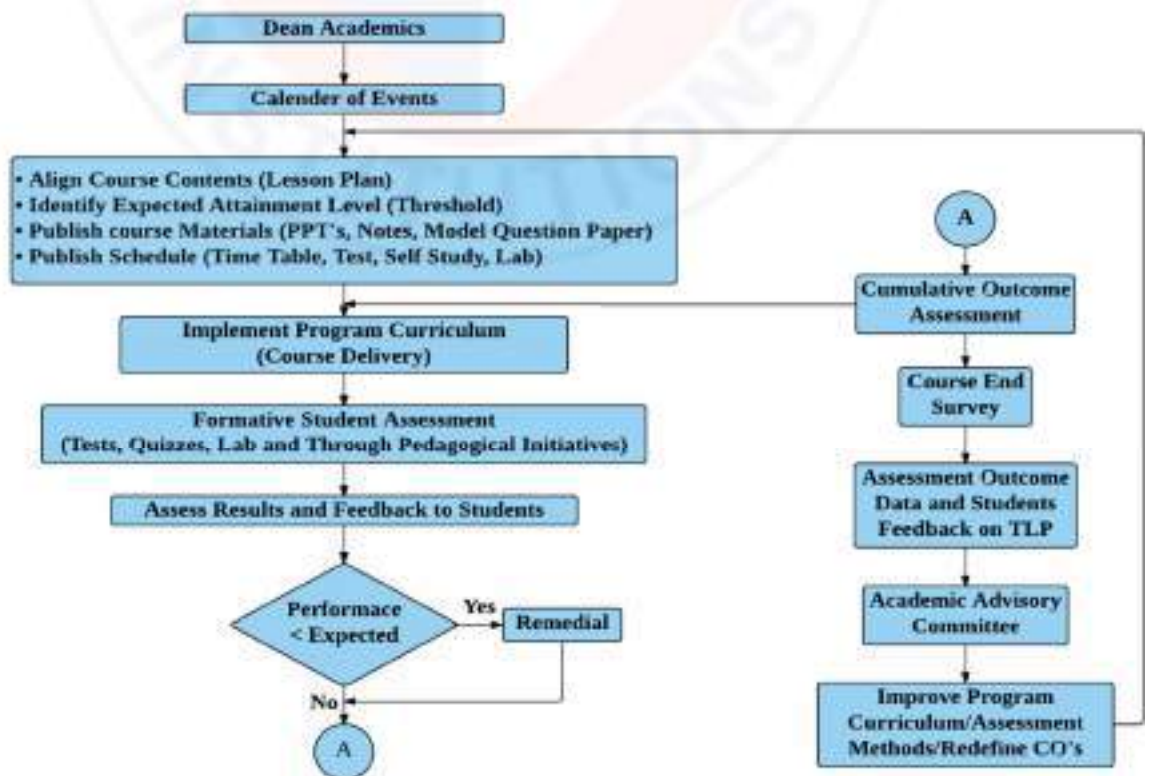 Dean Academics
Calender of Events
• Align Course Contents (Lesson Plan)
• Identify Expected Attainment Level (Threshold)
• Publish course Materials (PPT's, Notes, Model Question Paper)
• Publish Schedule (Time Table, Test, Self Study, Lab)
Implement Program Curriculum
(Course Delivery)
Formative Student Assessment
(Tests, Quizzes, Lab and Through Pedagogical Initiatives)
Assess Results and Feedback to Students
Performace
< Expected
Yes
Remedial
No
A
A
Cumulative Outcome
Assessment
Course End
Survey
Assessment Outcome
Data and Students
Feedback on TLP
Academic Advisory
Committee
Improve Program
Curriculum/Assessment
Methods/Redefine CO's